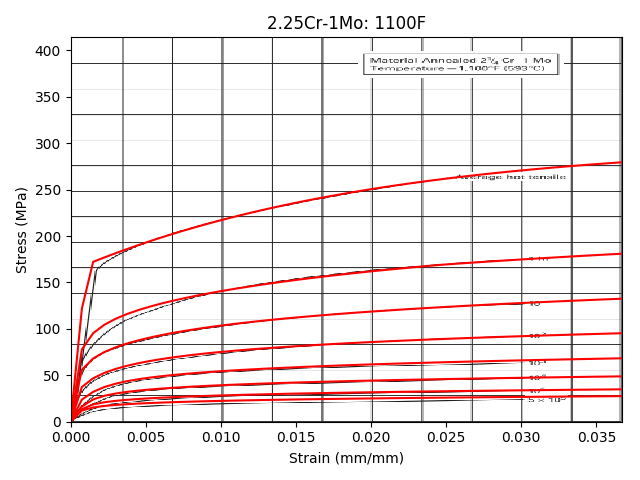 2.25Cr-1Mo: 1100F
Material Annealed 2¼ Cr - 1 Mo
Temperature — 1,100°F (593°C)
Average hot tensile
400
350
300
250
200
150
100
50
0
Stress (MPa)
0.000 0.005 0.010 0.015 0.020 0.025 0.030 0.035
Strain (mm/mm)